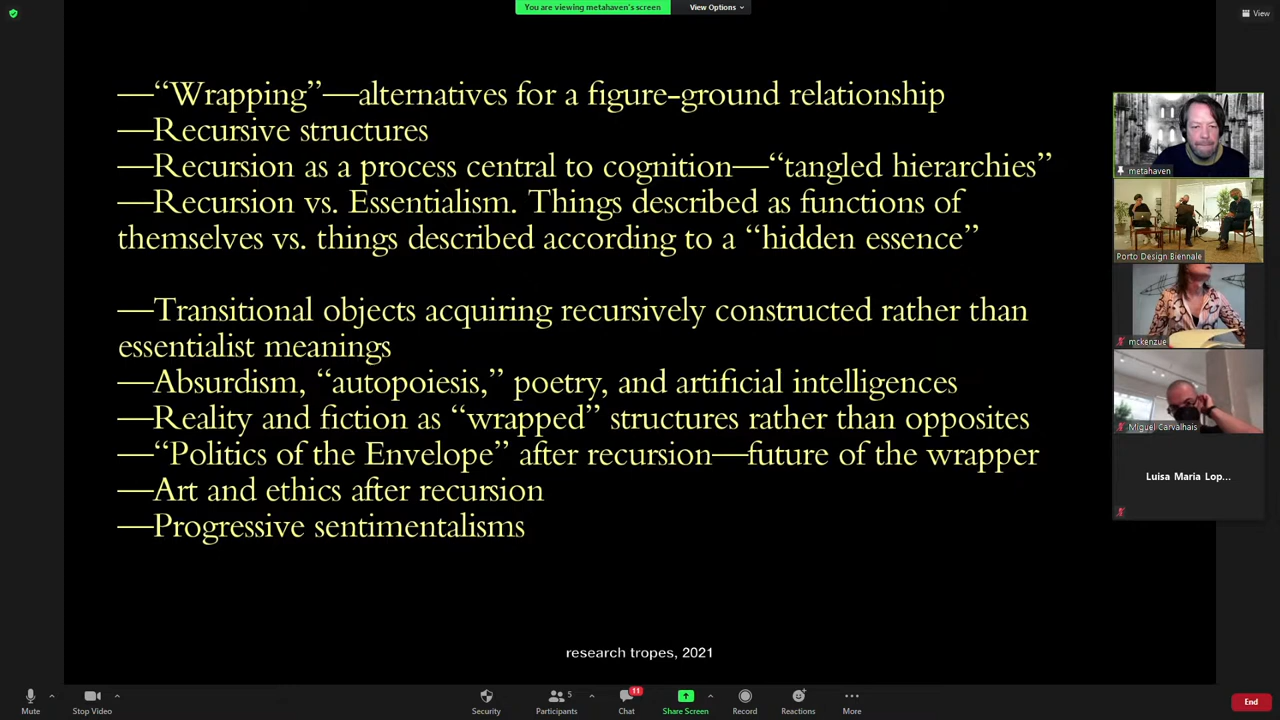 You are viewing metahaven's screen
View Options
View
—“Wrapping”—alternatives for a figure-ground relationship
—Recursive structures
—Recursion as a process central to cognition—“tangled hierarchies”
—Recursion vs. Essentialism. Things described as functions of
themselves vs. things described according to a “hidden essence”
—Transitional objects acquiring recursively constructed rather than
essentialist meanings
—Absurdism, “autopoiesis,” poetry, and artificial intelligences
—Reality and fiction as “wrapped” structures rather than opposites
—“Politics of the Envelope” after recursion—future of the wrapper
—Art and ethics after recursion
—Progressive sentimentalisms
research tropes, 2021
metahaven
Porto Design Biennale
mckenzue
Miguel Carvalhais
Luisa Maria Lop...
Mute
Stop Video
Security
5
Participants
11
Chat
Share Screen
Record
Reactions
More
End